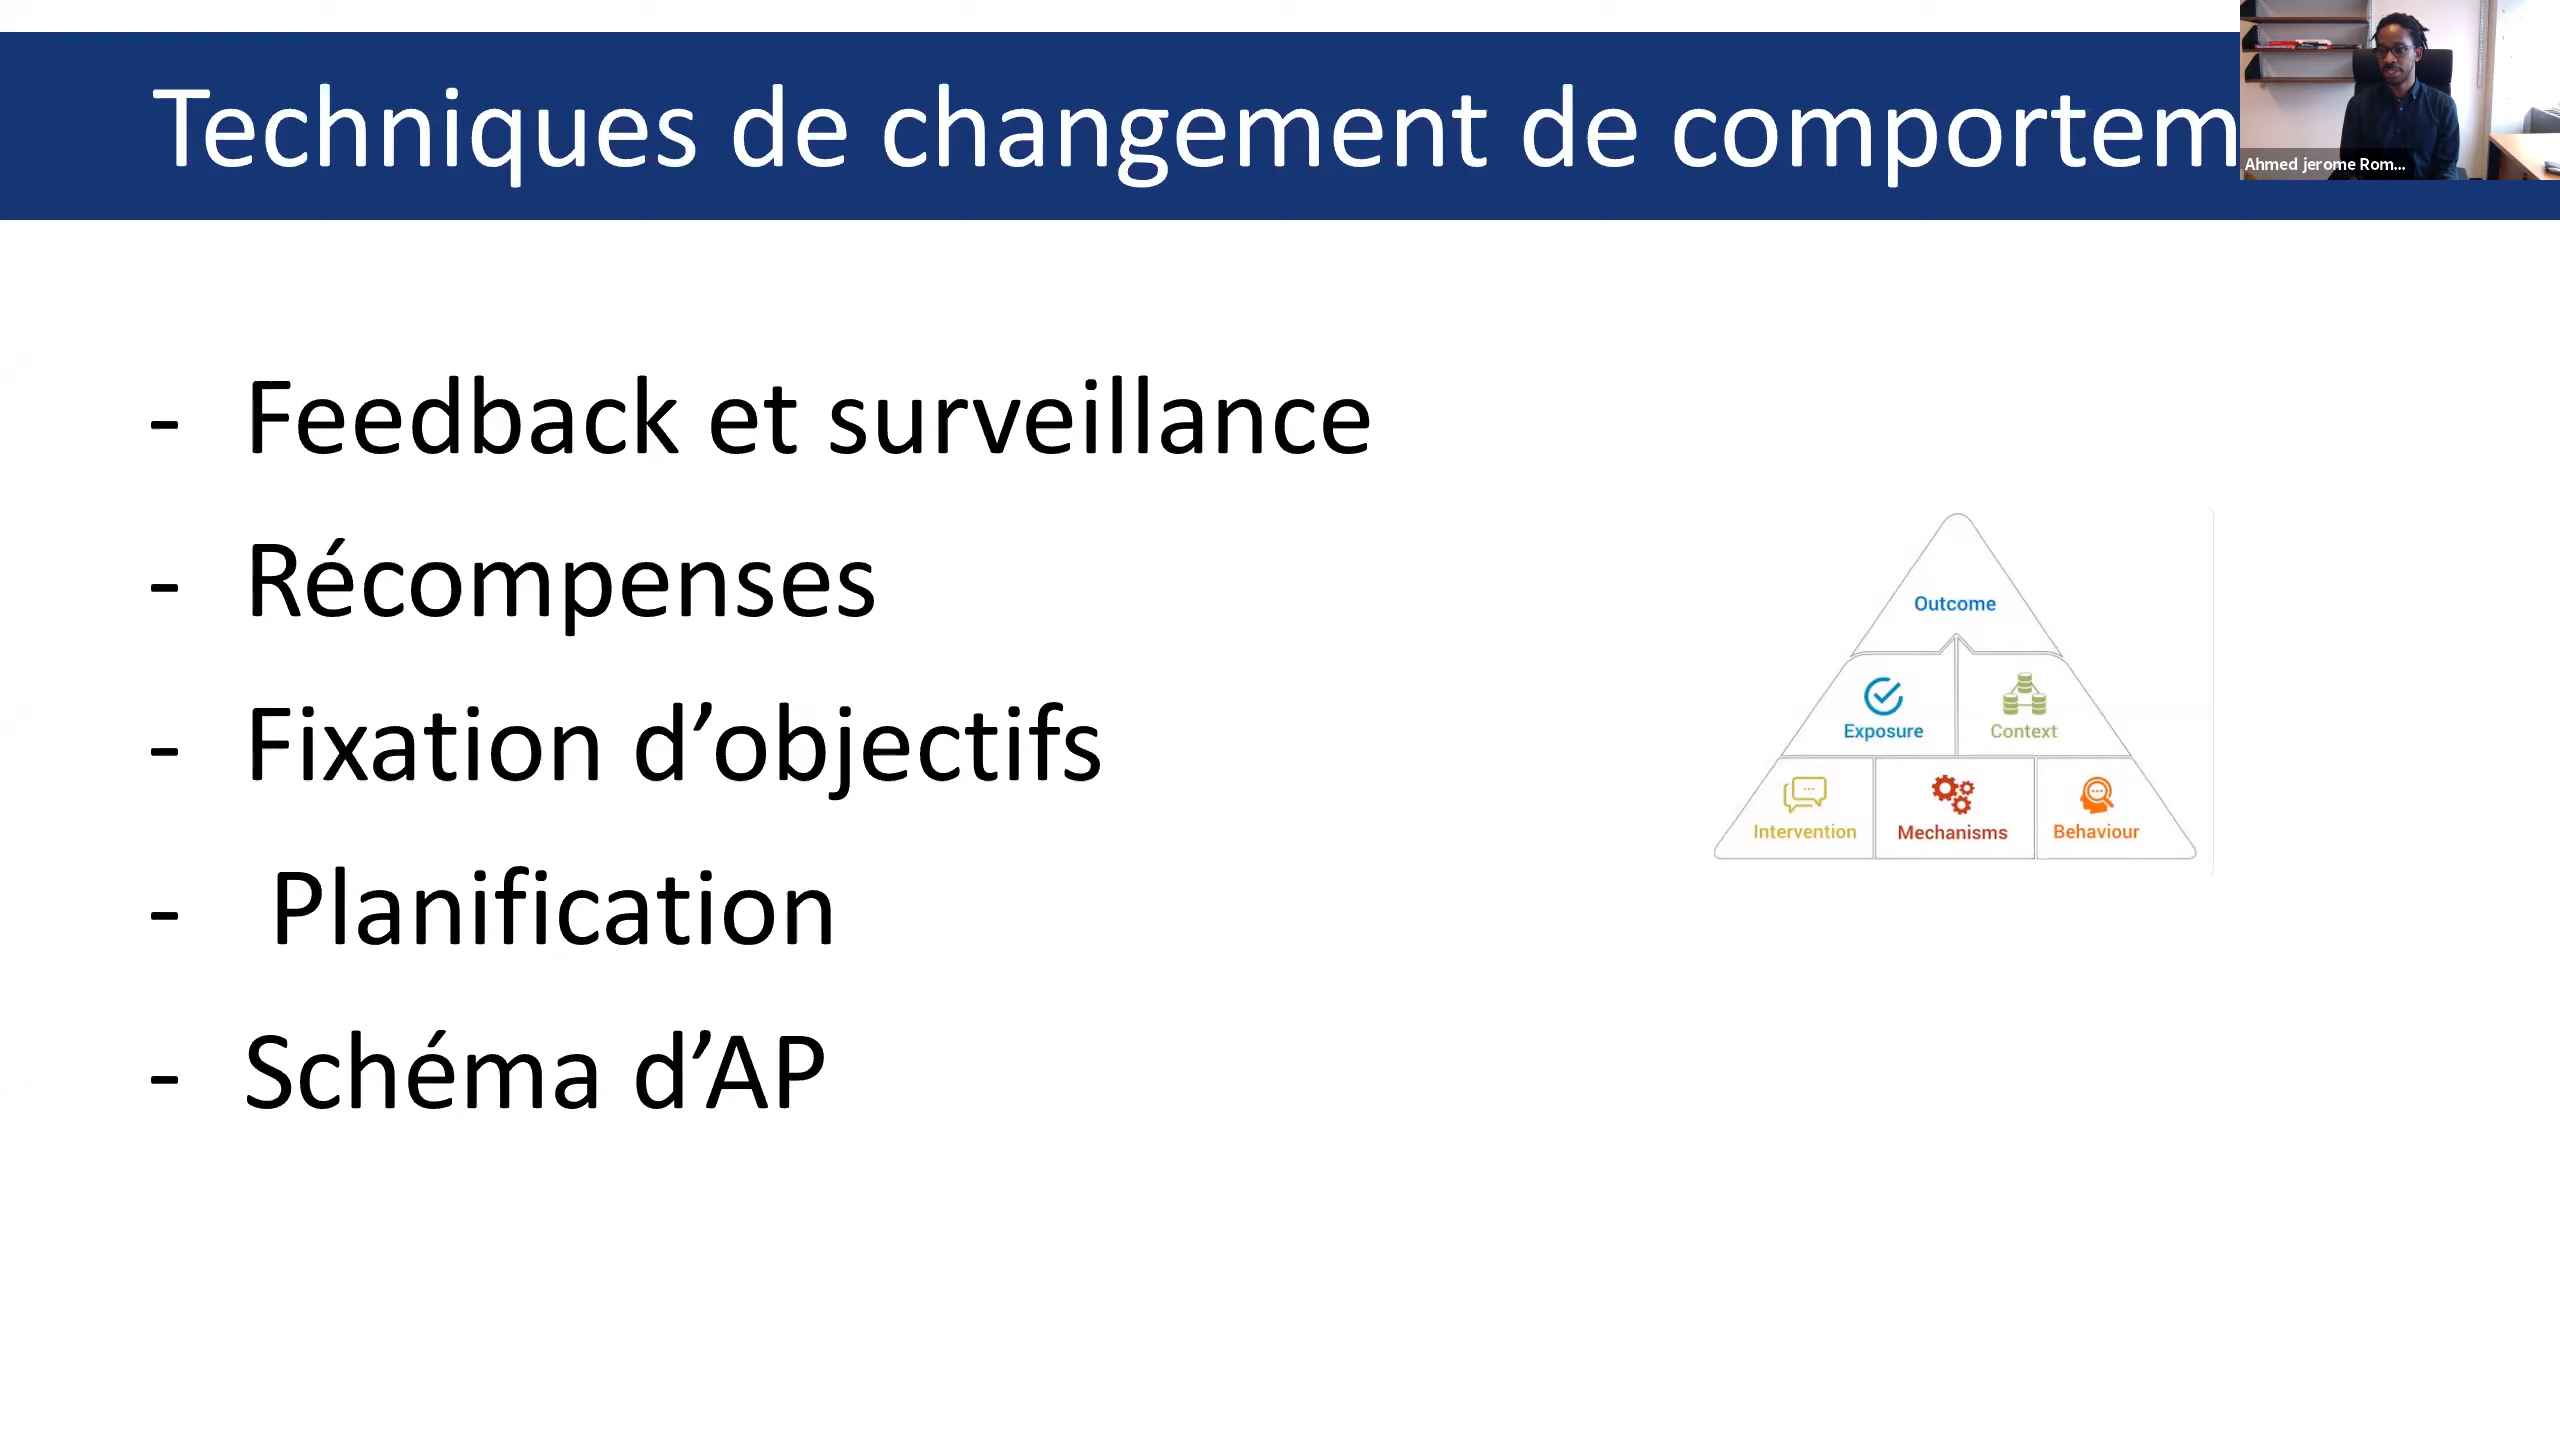 Techniques de changement de comportem
Ahmed jerome Rom...
- Feedback et surveillance
- Récompenses
- Fixation d’objectifs
- Planification
- Schéma d’AP
Outcome
Exposure
Context
Intervention
Mechanisms
Behaviour